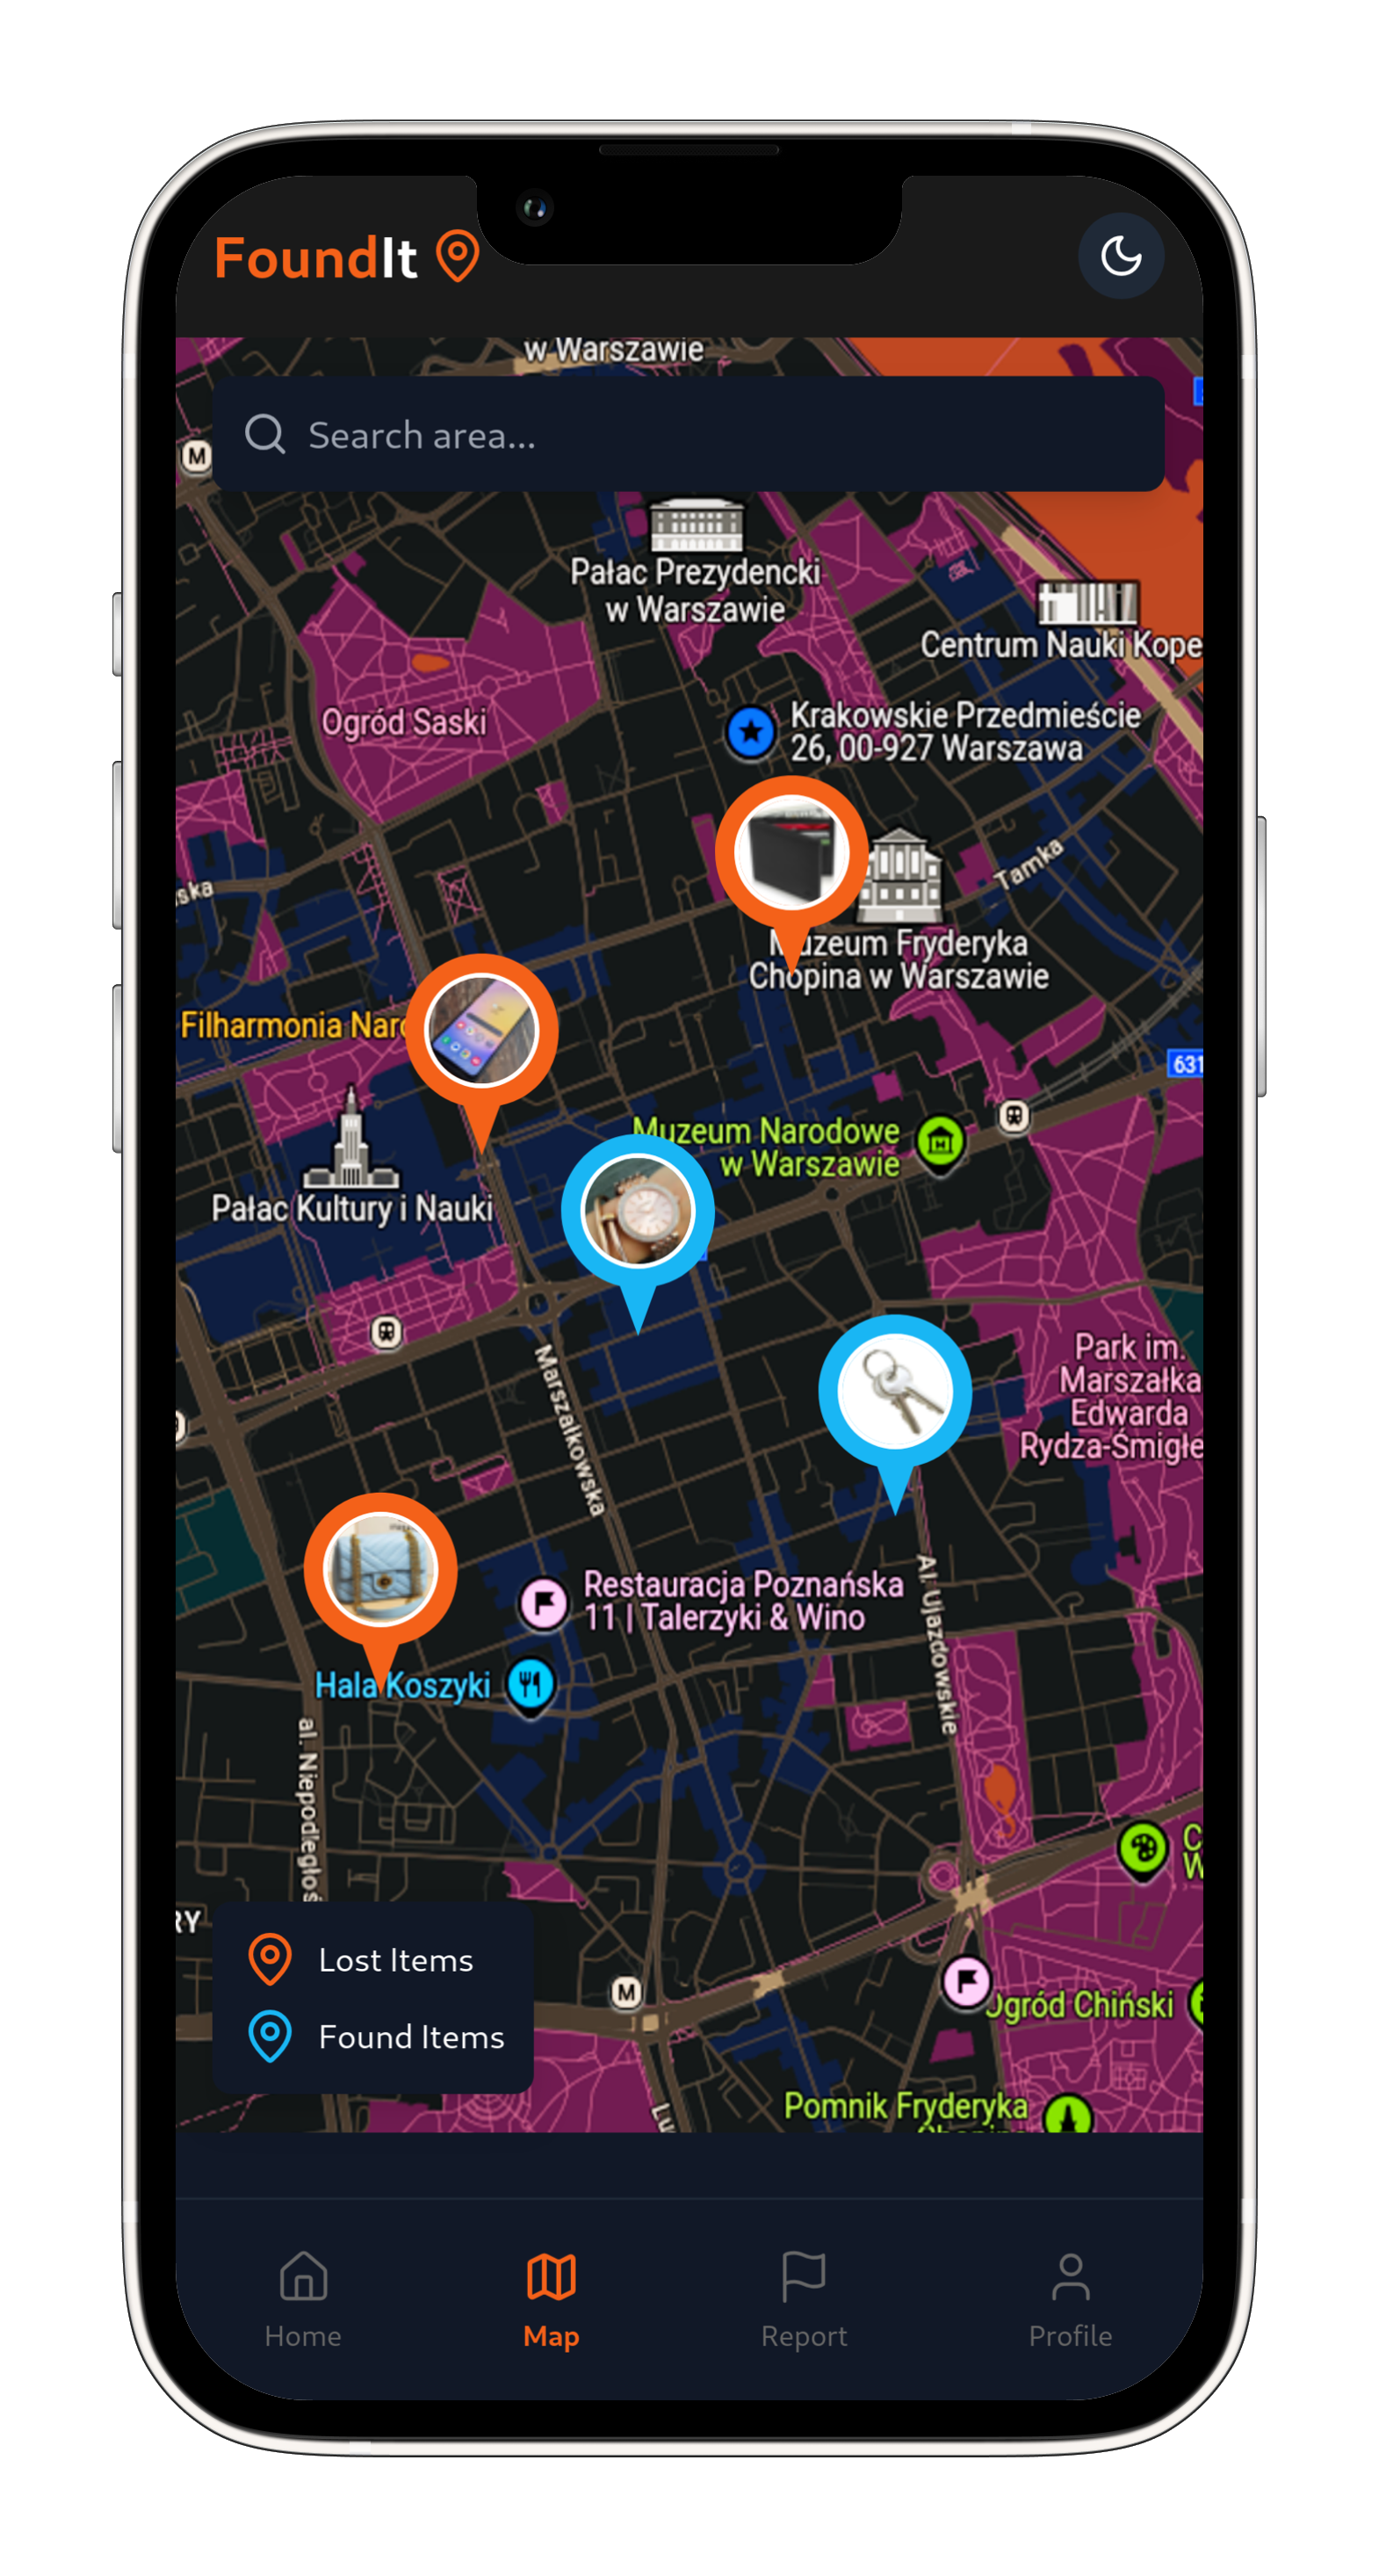 FoundIt
w Warszawie
Search area...
M
Pałac Prezydencki
w Warszawie
Centrum Nauki Kope
Ogród Saski
Krakowskie Przedmieście
26, 00-927 Warszawa
Tamka
ska
Muzeum Fryderyka
Chopina w Warszawie
Filharmonia Naro
631
Muzeum Narodowe
w Warszawie
Pałac Kultury i Nauki
Marszałkowska
Park im.
Marszałka
Edwarda
Rydza-Śmigłe
Al. Ujazdowskie
Restauracja Poznańska
11 | Talerzyki & Wino
Hala Koszyki
al. Niepodległoś
C
W
RY
Lost Items
M
Ogród Chiński
Found Items
Pomnik Fryderyka
Lu
Home
Map
Report
Profile